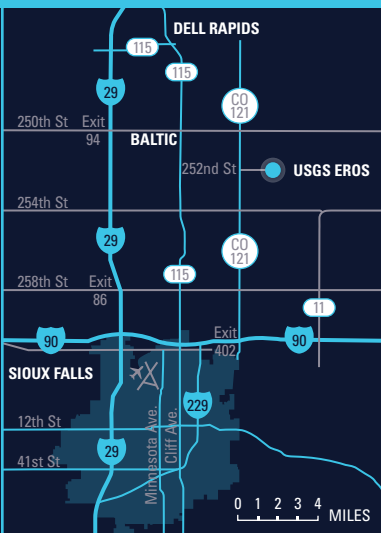 DELL RAPIDS
115
115
29
CO
121
250th St
Exit
94
BALTIC
252nd St
USGS EROS
254th St
29
CO
121
115
258th St
Exit
86
11
90
Exit
402
90
SIOUX FALLS
229
12th St
Minnesota Ave.
Cliff Ave.
29
41st St
0 1 2 3 4
MILES